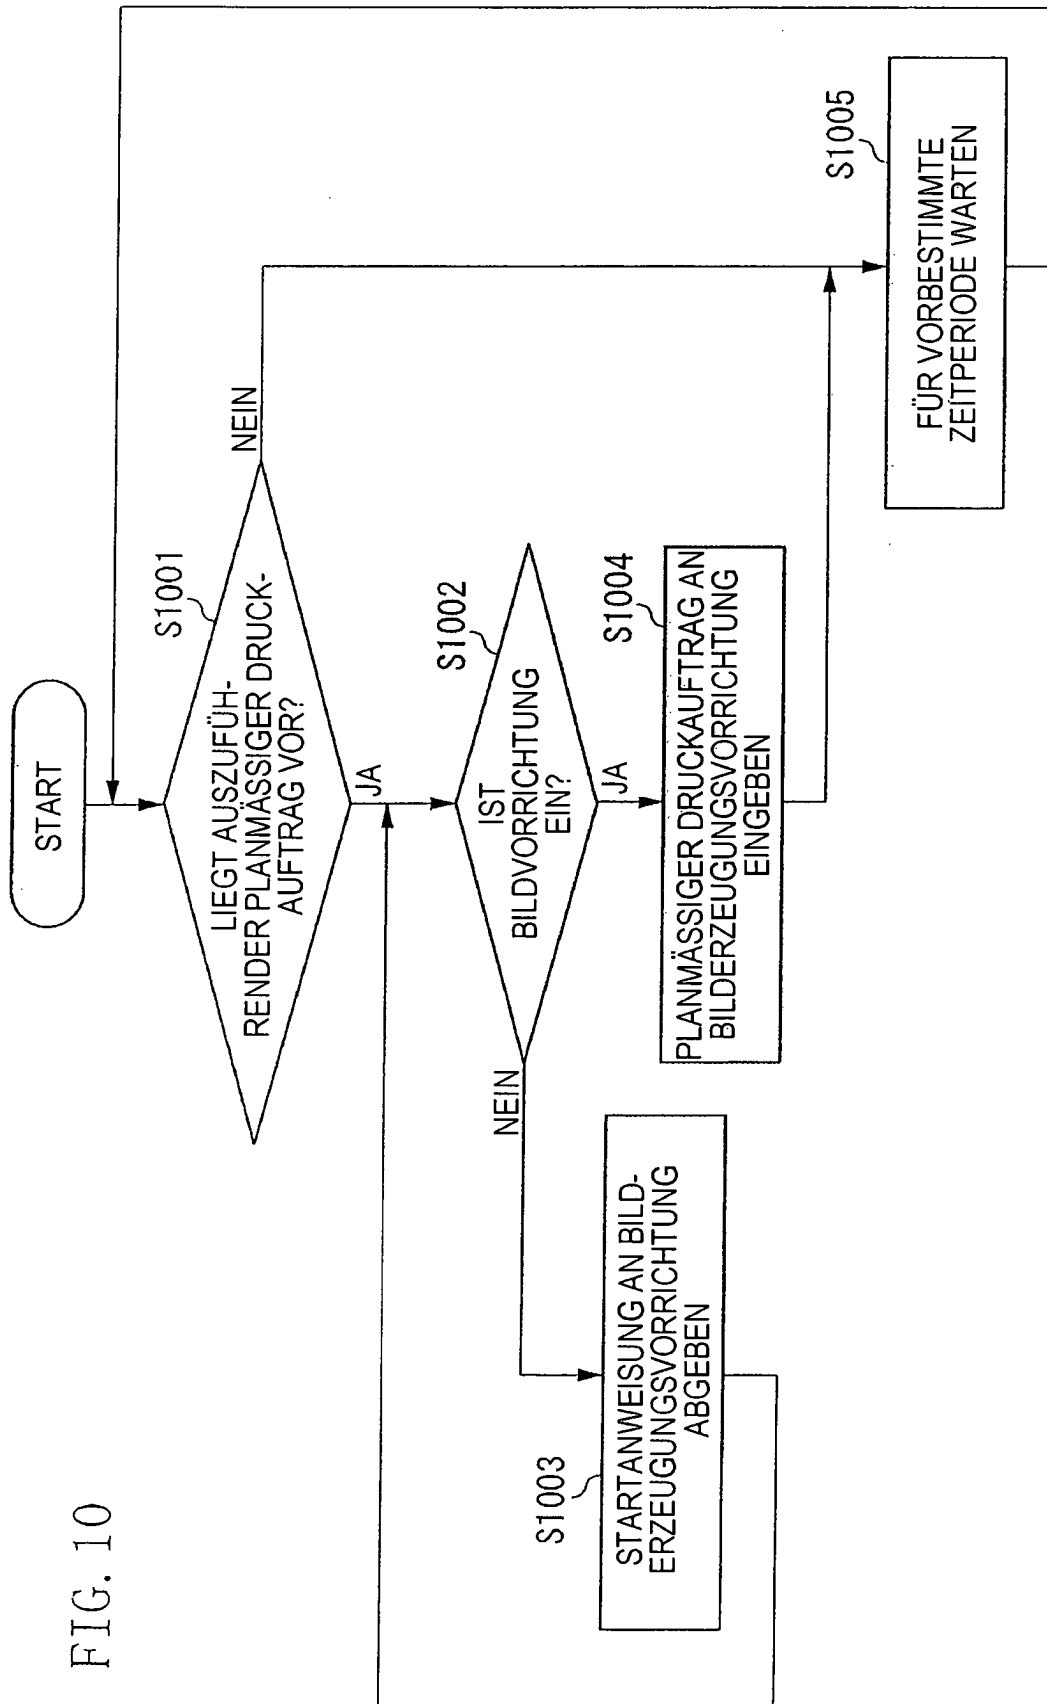 FIG. 10
START
S1001
LIEGT AUSZUFÜH-
RENDER PLANMÄSSIGER DRUCK-
AUFTRAG VOR?
NEIN
JA
S1002
IST
BILDVORRICHTUNG
EIN?
NEIN
JA
S1003
STARTANWEISUNG AN BILD-
ERZEUGUNGSVORRICHTUNG
ABGEBEN
S1004
PLANMÄSSIGER DRUCKAUFTRAG AN
BILDERZEUGUNGSVORRICHTUNG
EINGEBEN
S1005
FÜR VORBESTIMMTE
ZEITPERIODE WARTEN